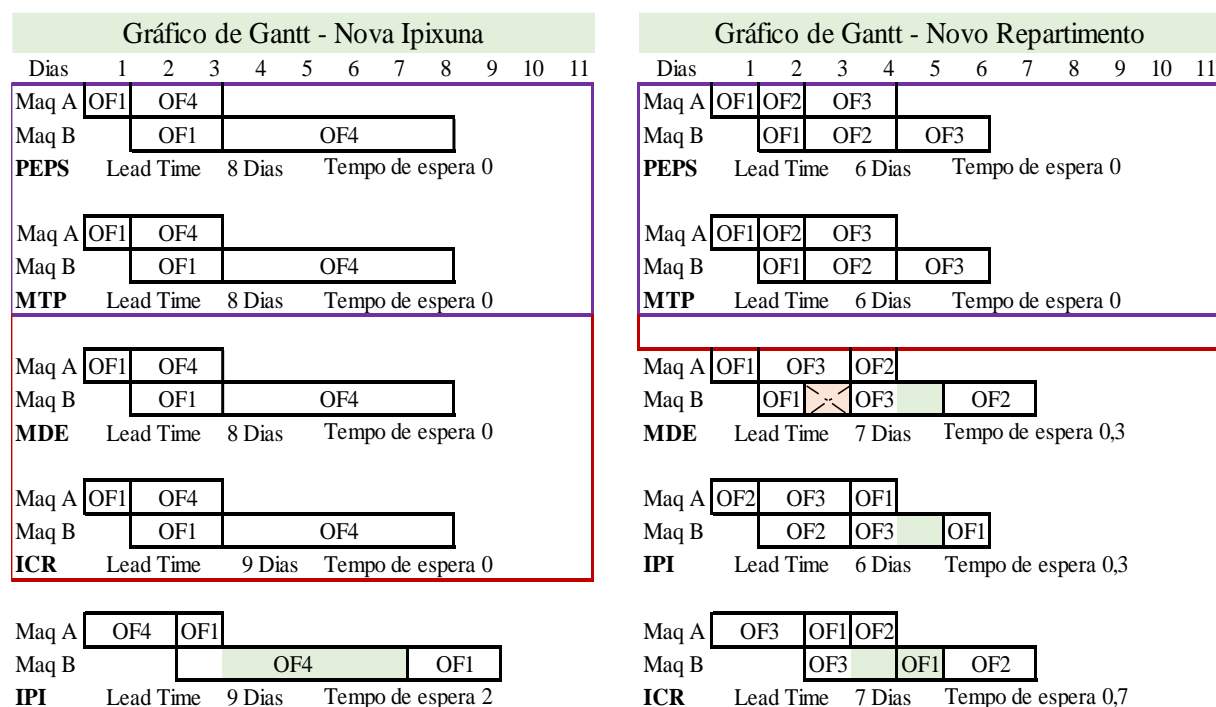 Gráfico de Gantt - Nova Ipixuna
Dias 1 2 3 4 5 6 7 8 9 10 11
Maq A OF1 OF4
Maq B OF1 OF4
PEPS Lead Time 8 Dias Tempo de espera 0
Maq A OF1 OF4
Maq B OF1 OF4
MTP Lead Time 8 Dias Tempo de espera 0
Maq A OF1 OF4
Maq B OF1 OF4
MDE Lead Time 8 Dias Tempo de espera 0
Maq A OF1 OF4
Maq B OF1 OF4
ICR Lead Time 9 Dias Tempo de espera 0
Maq A OF4 OF1
Maq B OF4 OF1
IPI Lead Time 9 Dias Tempo de espera 2
Gráfico de Gantt - Novo Repartimento
Dias 1 2 3 4 5 6 7 8 9 10 11
Maq A OF1 OF2 OF3
Maq B OF1 OF2 OF3
PEPS Lead Time 6 Dias Tempo de espera 0
Maq A OF1 OF2 OF3
Maq B OF1 OF2 OF3
MTP Lead Time 6 Dias Tempo de espera 0
Maq A OF1 OF3 OF2
Maq B OF1 OF3 OF2
MDE Lead Time 7 Dias Tempo de espera 0,3
Maq A OF2 OF3 OF1
Maq B OF2 OF3 OF1
IPI Lead Time 6 Dias Tempo de espera 0,3
Maq A OF3 OF1 OF2
Maq B OF3 OF1 OF2
ICR Lead Time 7 Dias Tempo de espera 0,7